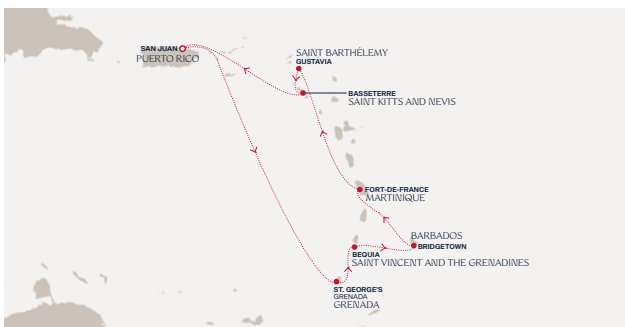 SAN JUAN
PUERTO RICO
SAINT BARTHÉLEMY
GUSTAVIA
BASSETERRE
SAINT KITTS AND NEVIS
FORT-DE-FRANCE
MARTINIQUE
BARBADOS
BRIDGETOWN
BEQUIA
SAINT VINCENT AND THE GRENADINES
ST. GEORGE'S
GRENADA
GRENADA